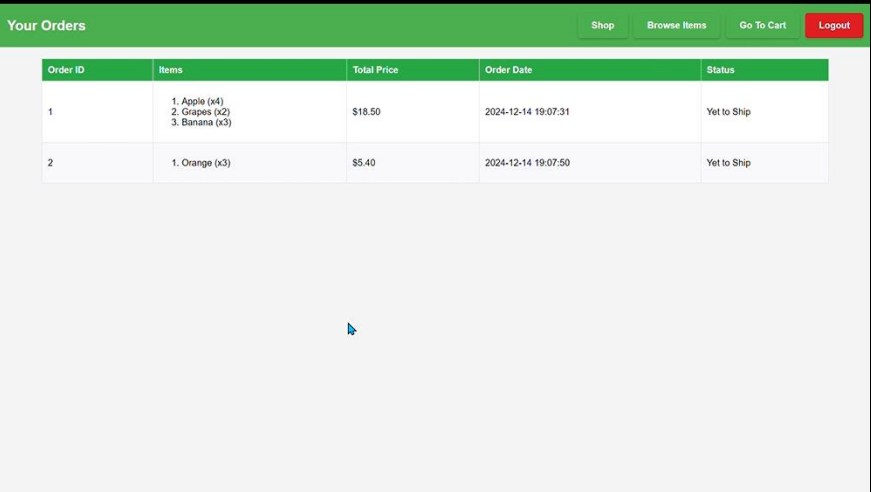 Your Orders
Shop
Browse Items
Go To Cart
Logout
Order ID Items Total Price Order Date Status
1
1. Apple (x4)
2. Grapes (x2)
3. Banana (x3)
$18.50
2024-12-14 19:07:31
Yet to Ship
2
1. Orange (x3)
$5.40
2024-12-14 19:07:50
Yet to Ship